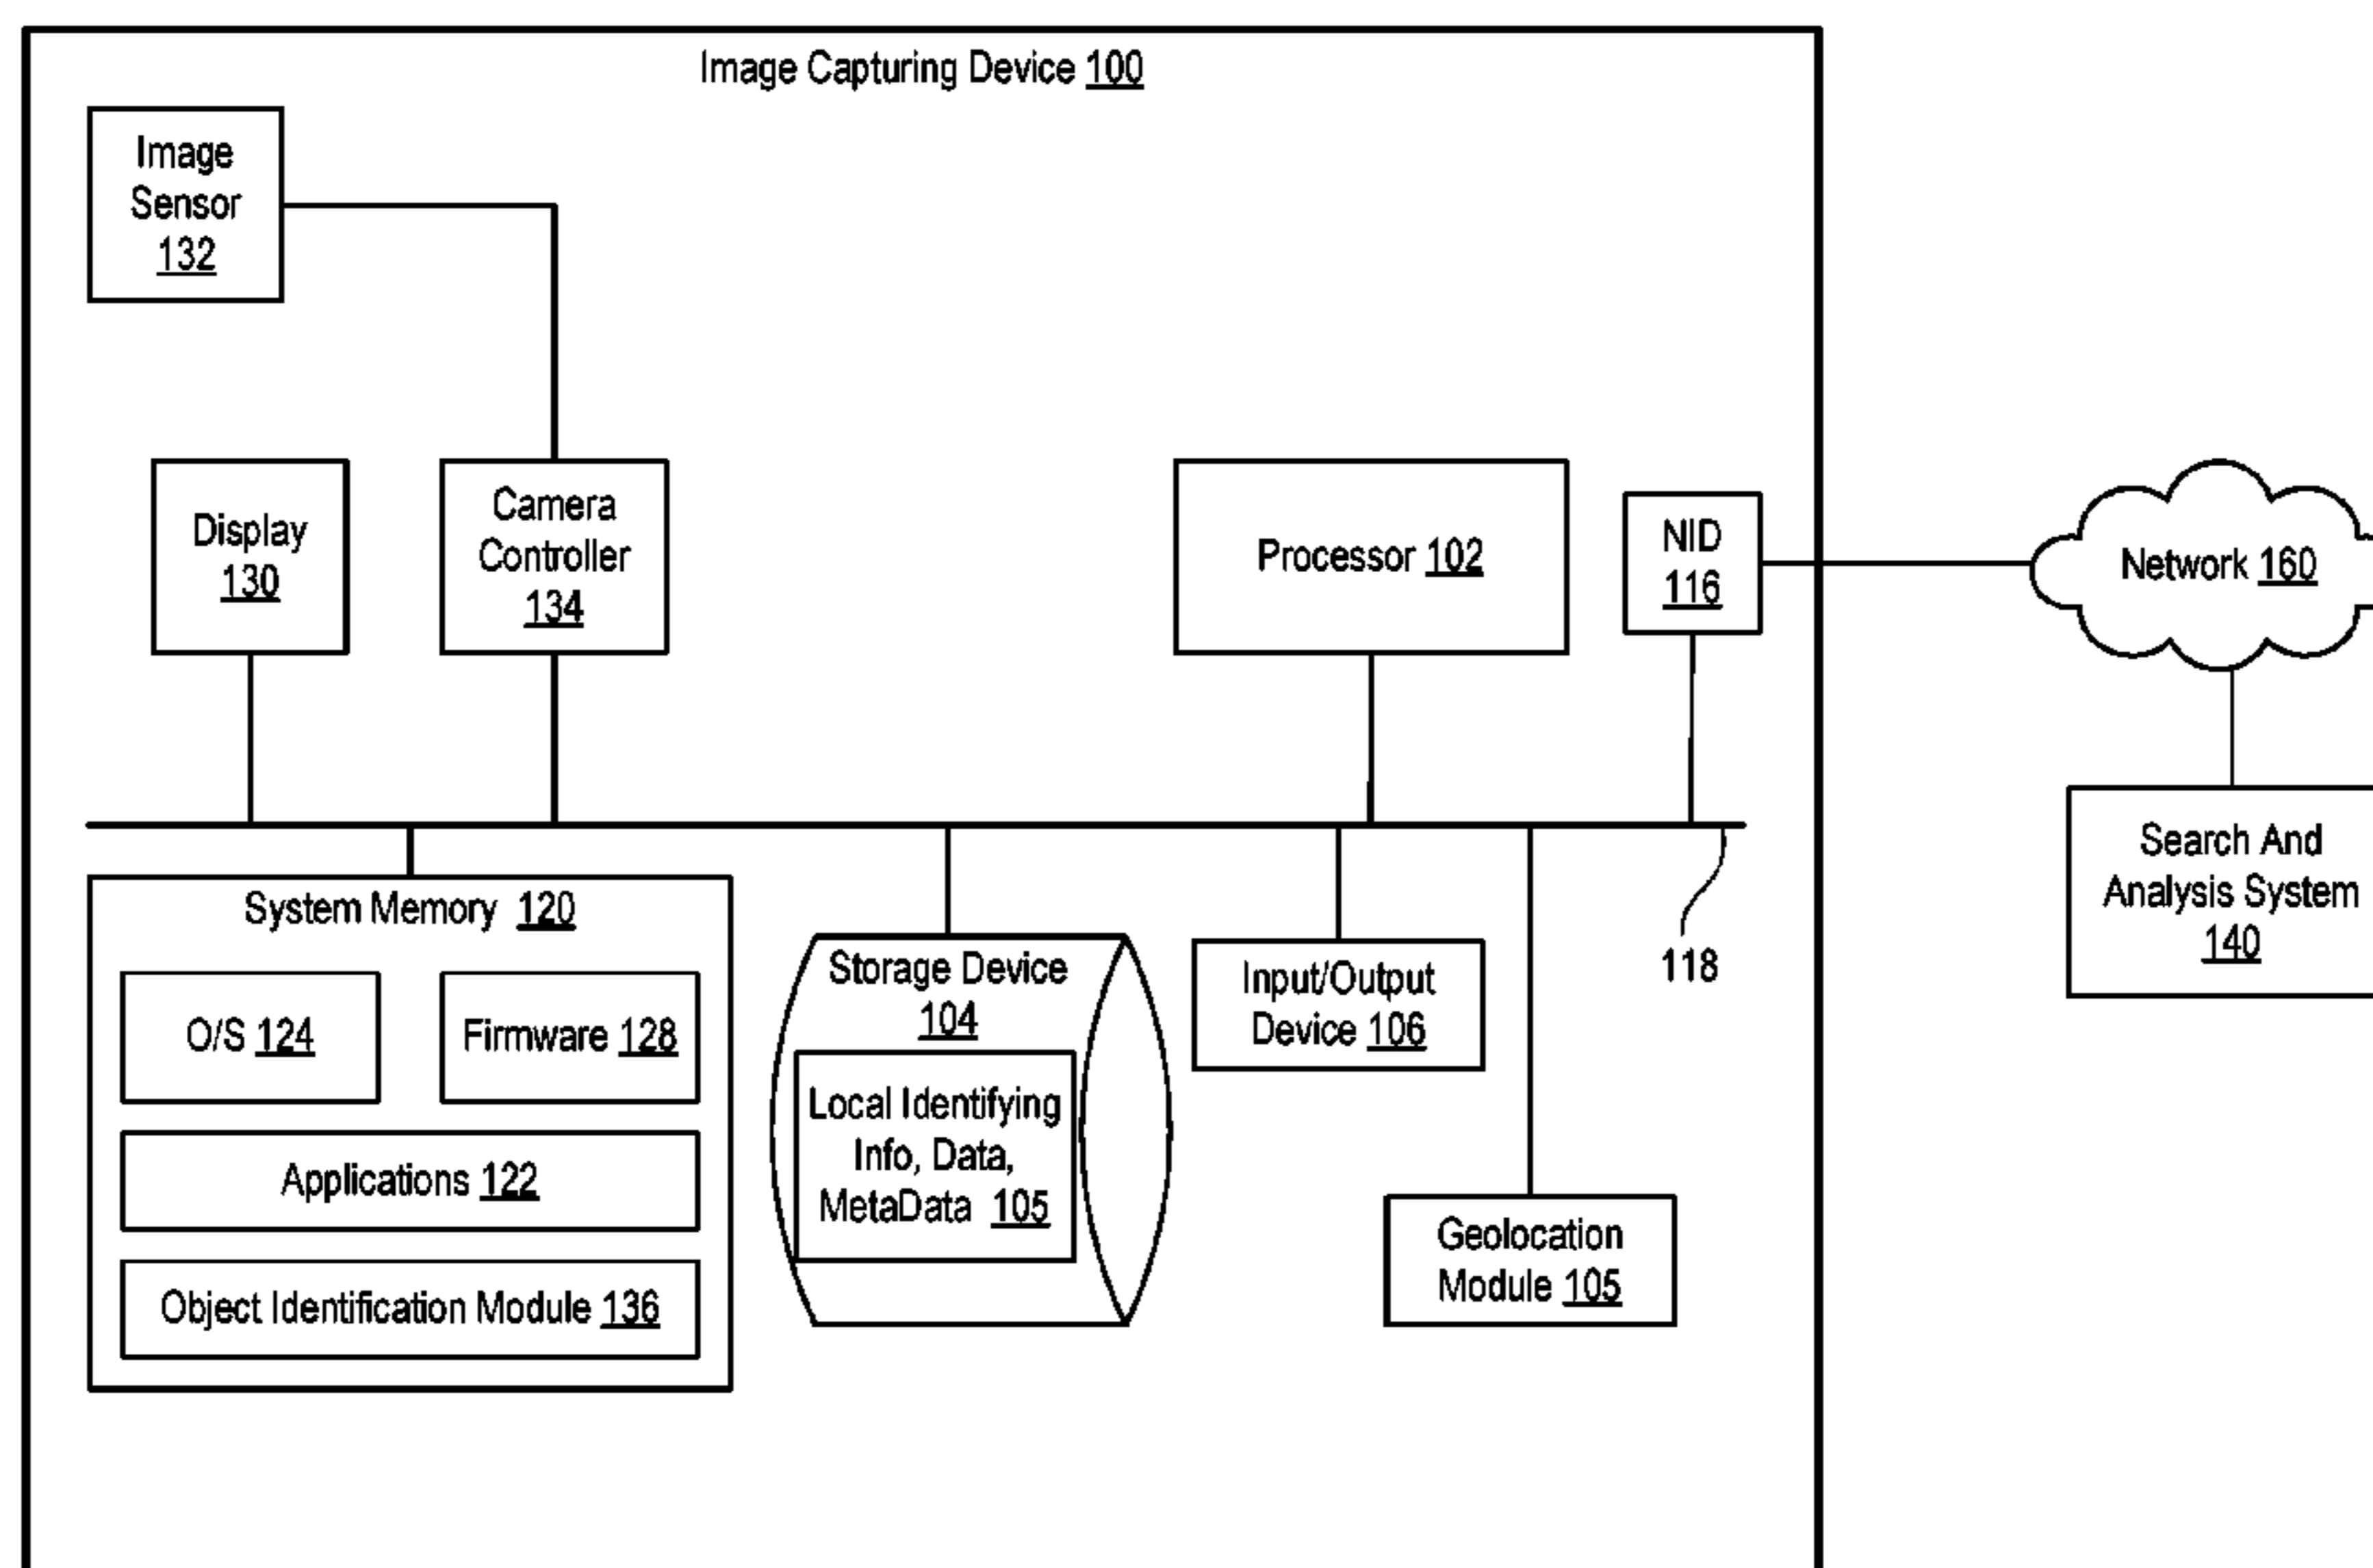 Image Capturing Device 100
Image
Sensor
132
Display
130
Camera
Controller
134
Processor 102
NID
116
Network 160
Search And
Analysis System
140
118
System Memory 120
O/S 124
Firmware 128
Applications 122
Object Identification Module 136
Storage Device
104
Local Identifying
Info, Data,
MetaData 105
Input/Output
Device 106
Geolocation
Module 105